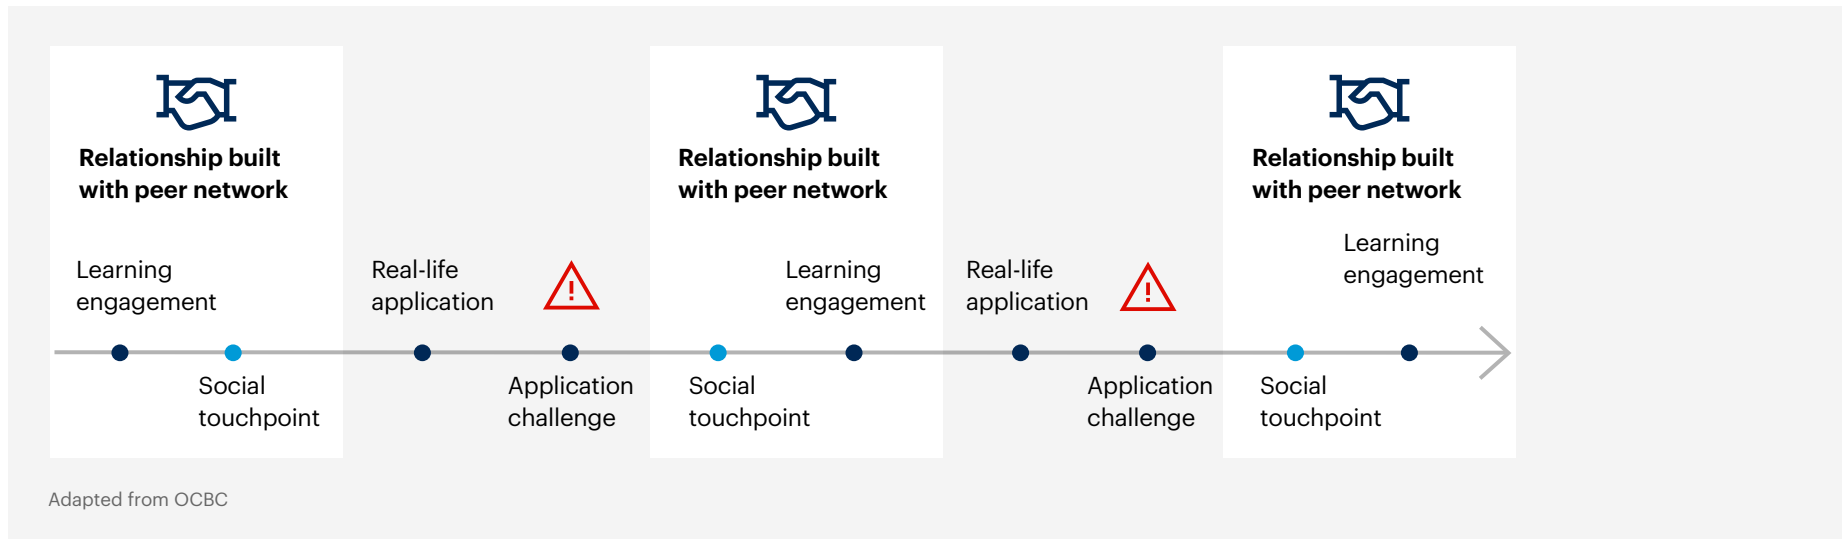 Relationship built
with peer network
Relationship built
with peer network
Relationship built
with peer network
Learning
engagement
Real-life
application
Learning
engagement
Real-life
application
Learning
engagement
Social
touchpoint
Application
challenge
Social
touchpoint
Application
challenge
Social
touchpoint
Adapted from OCBC